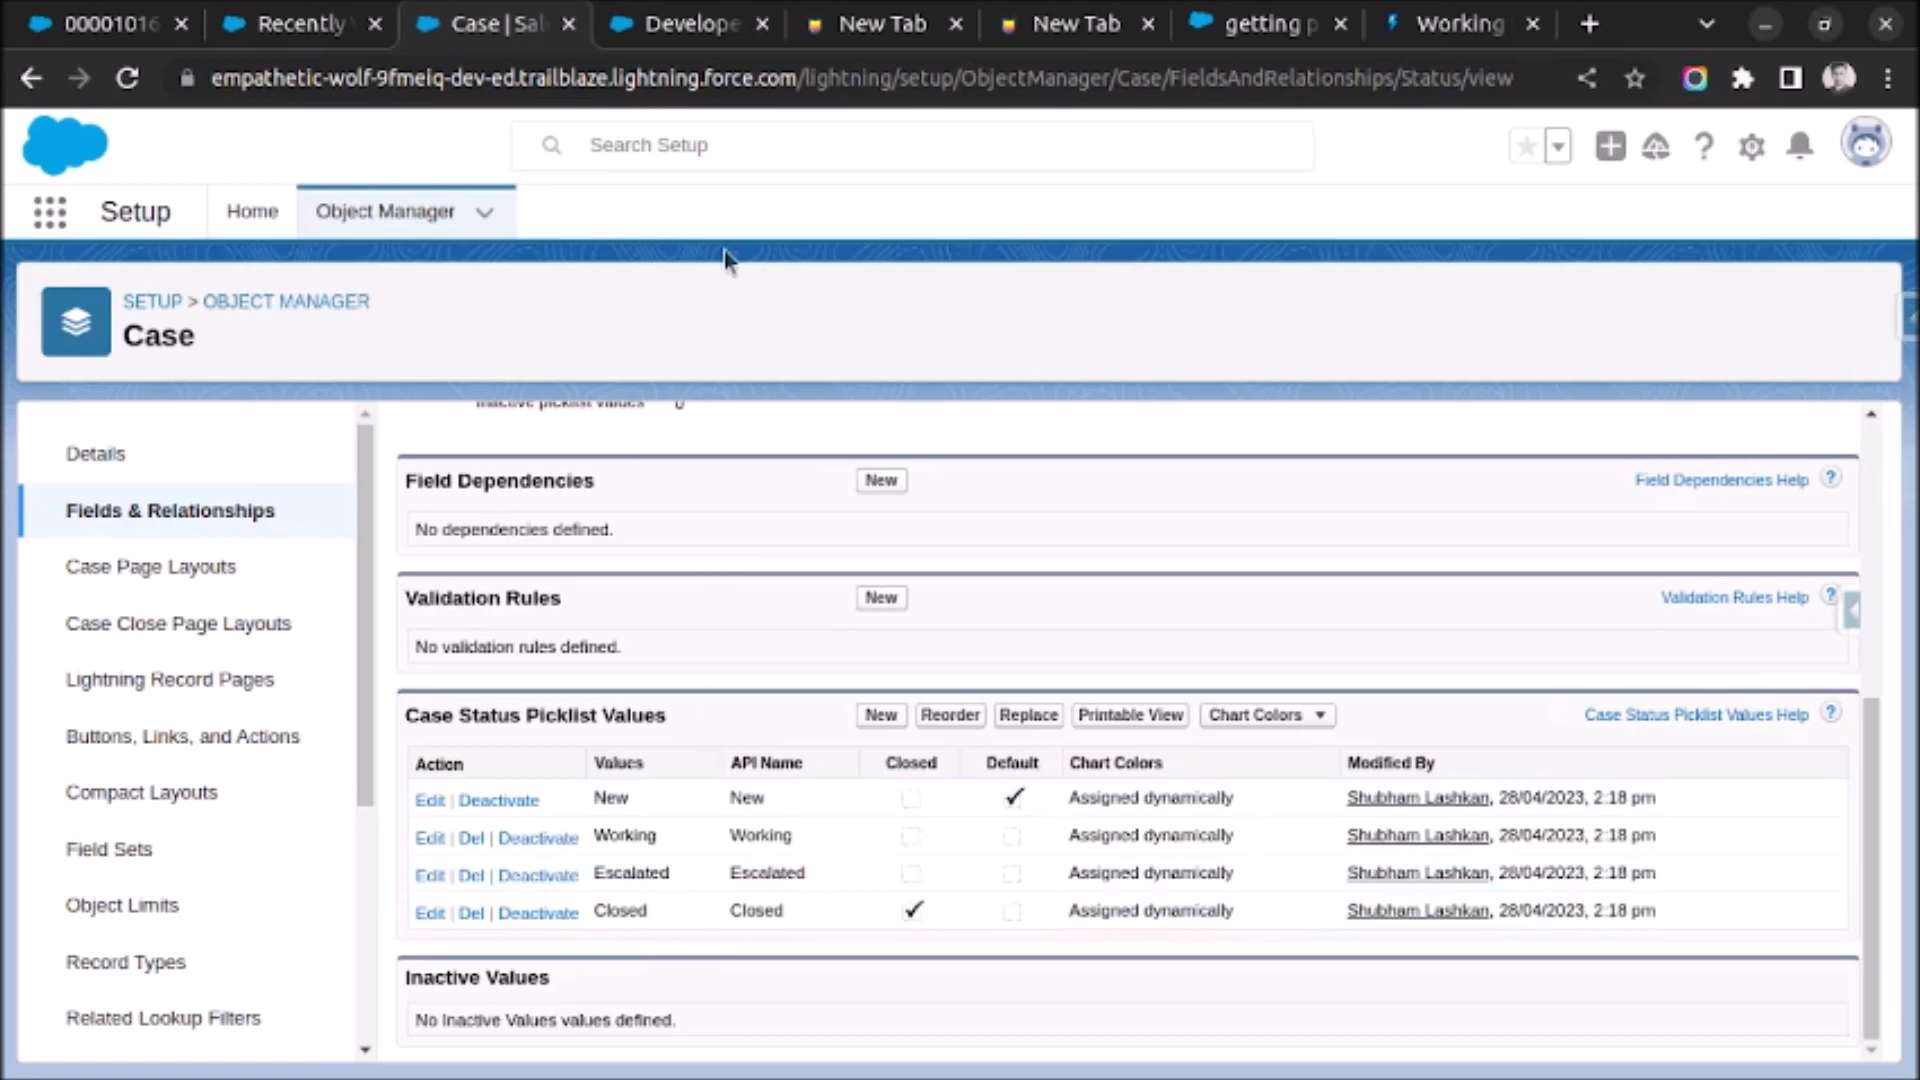 00001016
Recently
Case | Sal
Develope
New Tab
New Tab
getting p
Working
empathetic-wolf-9fmeiq-dev-ed.trailblaze.lightning.force.com/lightning/setup/ObjectManager/Case/FieldsAndRelationships/Status/view
Search Setup
Setup
Home
Object Manager
SETUP > OBJECT MANAGER
Case
Details
Fields & Relationships
Case Page Layouts
Case Close Page Layouts
Lightning Record Pages
Buttons, Links, and Actions
Compact Layouts
Field Sets
Object Limits
Record Types
Related Lookup Filters
Inactive picklist values 0
Field Dependencies New Field Dependencies Help ?
No dependencies defined.
Validation Rules New Validation Rules Help ?
No validation rules defined.
Case Status Picklist Values New Reorder Replace Printable View Chart Colors Case Status Picklist Values Help ?
Action Values API Name Closed Default Chart Colors Modified By
Edit | Deactivate New New Assigned dynamically Shubham Lashkan, 28/04/2023, 2:18 pm
Edit | Del | Deactivate Working Working Assigned dynamically Shubham Lashkan, 28/04/2023, 2:18 pm
Edit | Del | Deactivate Escalated Escalated Assigned dynamically Shubham Lashkan, 28/04/2023, 2:18 pm
Edit | Del | Deactivate Closed Closed Assigned dynamically Shubham Lashkan, 28/04/2023, 2:18 pm
Inactive Values
No Inactive Values values defined.